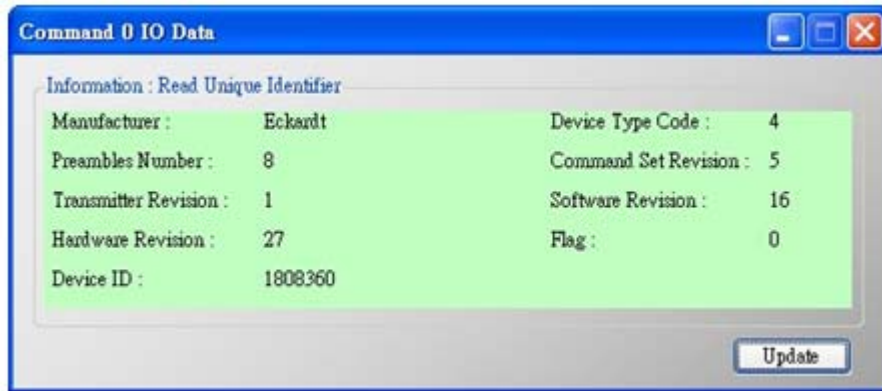 Command 0 IO Data
Information : Read Unique Identifier
Manufacturer : Eckardt Device Type Code : 4
Preambles Number : 8 Command Set Revision : 5
Transmitter Revision : 1 Software Revision : 16
Hardware Revision : 27 Flag : 0
Device ID : 1808360
Update